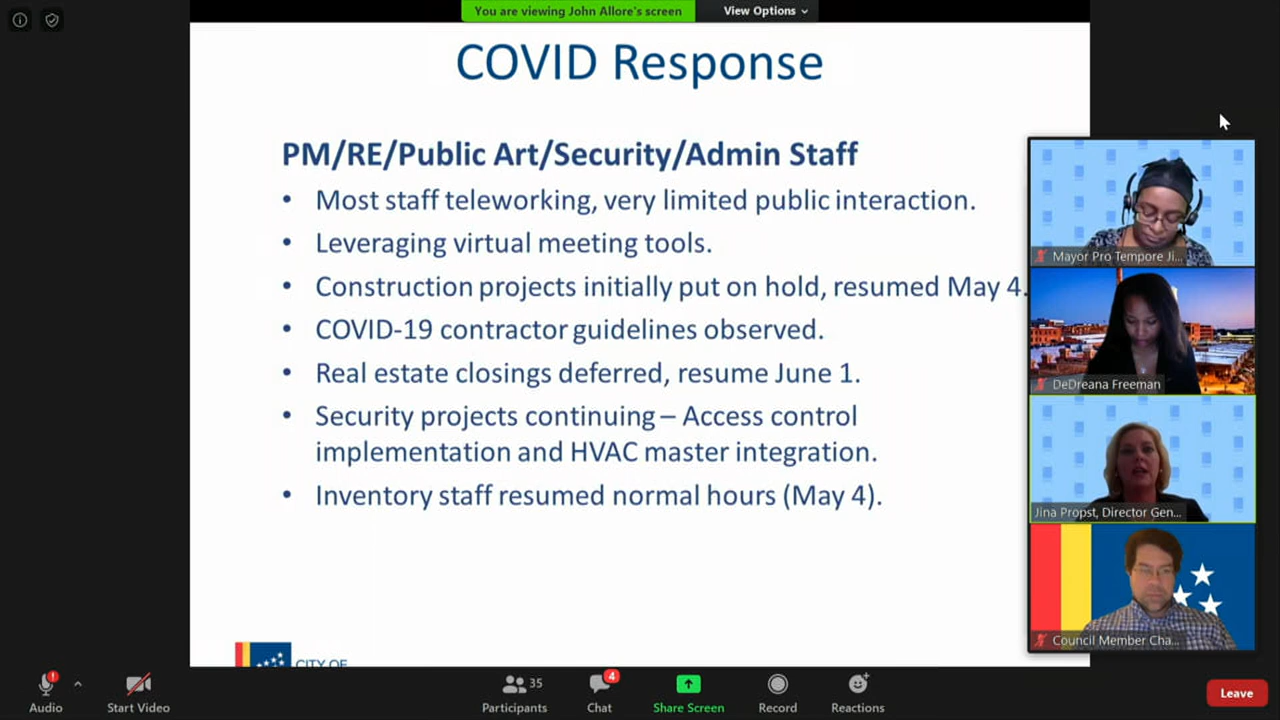 You are viewing John Allore's screen
View Options
COVID Response
PM/RE/Public Art/Security/Admin Staff
• Most staff teleworking, very limited public interaction.
• Leveraging virtual meeting tools.
• Construction projects initially put on hold, resumed May 4.
• COVID-19 contractor guidelines observed.
• Real estate closings deferred, resume June 1.
• Security projects continuing – Access control
implementation and HVAC master integration.
• Inventory staff resumed normal hours (May 4).
CITY OF
Mayor Pro Tempore Ji...
DeDreana Freeman
Jina Propst, Director Gen...
Council Member Cha...
Audio
Start Video
35
Participants
4
Chat
Share Screen
Record
Reactions
Leave